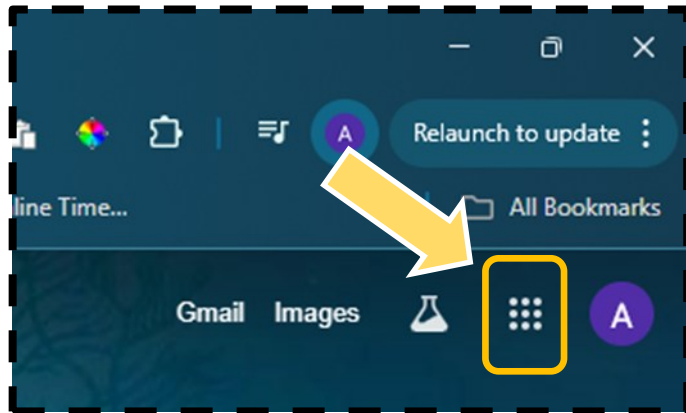 A Relaunch to update
line Time... All Bookmarks
Gmail Images A